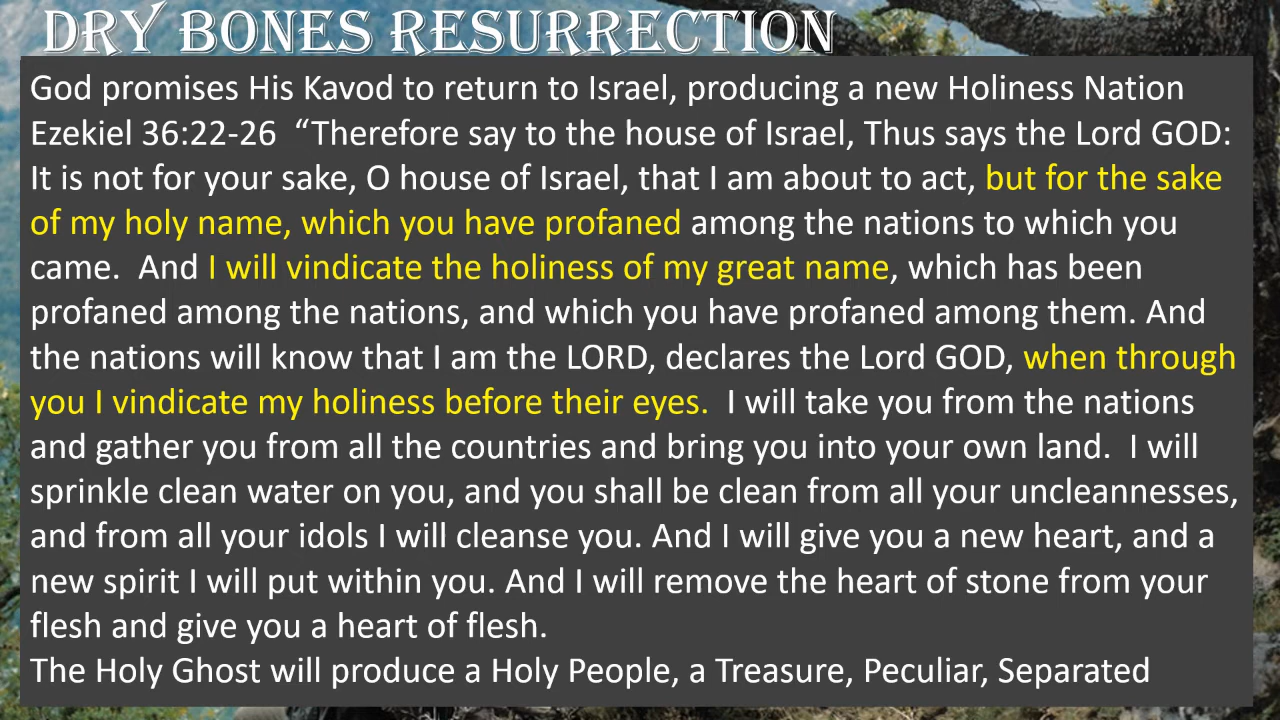 DRY BONES RESURRECTION
God promises His Kavod to return to Israel, producing a new Holiness Nation
Ezekiel 36:22-26  “Therefore say to the house of Israel, Thus says the Lord GOD:
It is not for your sake, O house of Israel, that I am about to act, but for the sake
of my holy name, which you have profaned among the nations to which you
came.  And I will vindicate the holiness of my great name, which has been
profaned among the nations, and which you have profaned among them. And
the nations will know that I am the LORD, declares the Lord GOD, when through
you I vindicate my holiness before their eyes.  I will take you from the nations
and gather you from all the countries and bring you into your own land.  I will
sprinkle clean water on you, and you shall be clean from all your uncleannesses,
and from all your idols I will cleanse you. And I will give you a new heart, and a
new spirit I will put within you. And I will remove the heart of stone from your
flesh and give you a heart of flesh.
The Holy Ghost will produce a Holy People, a Treasure, Peculiar, Separated